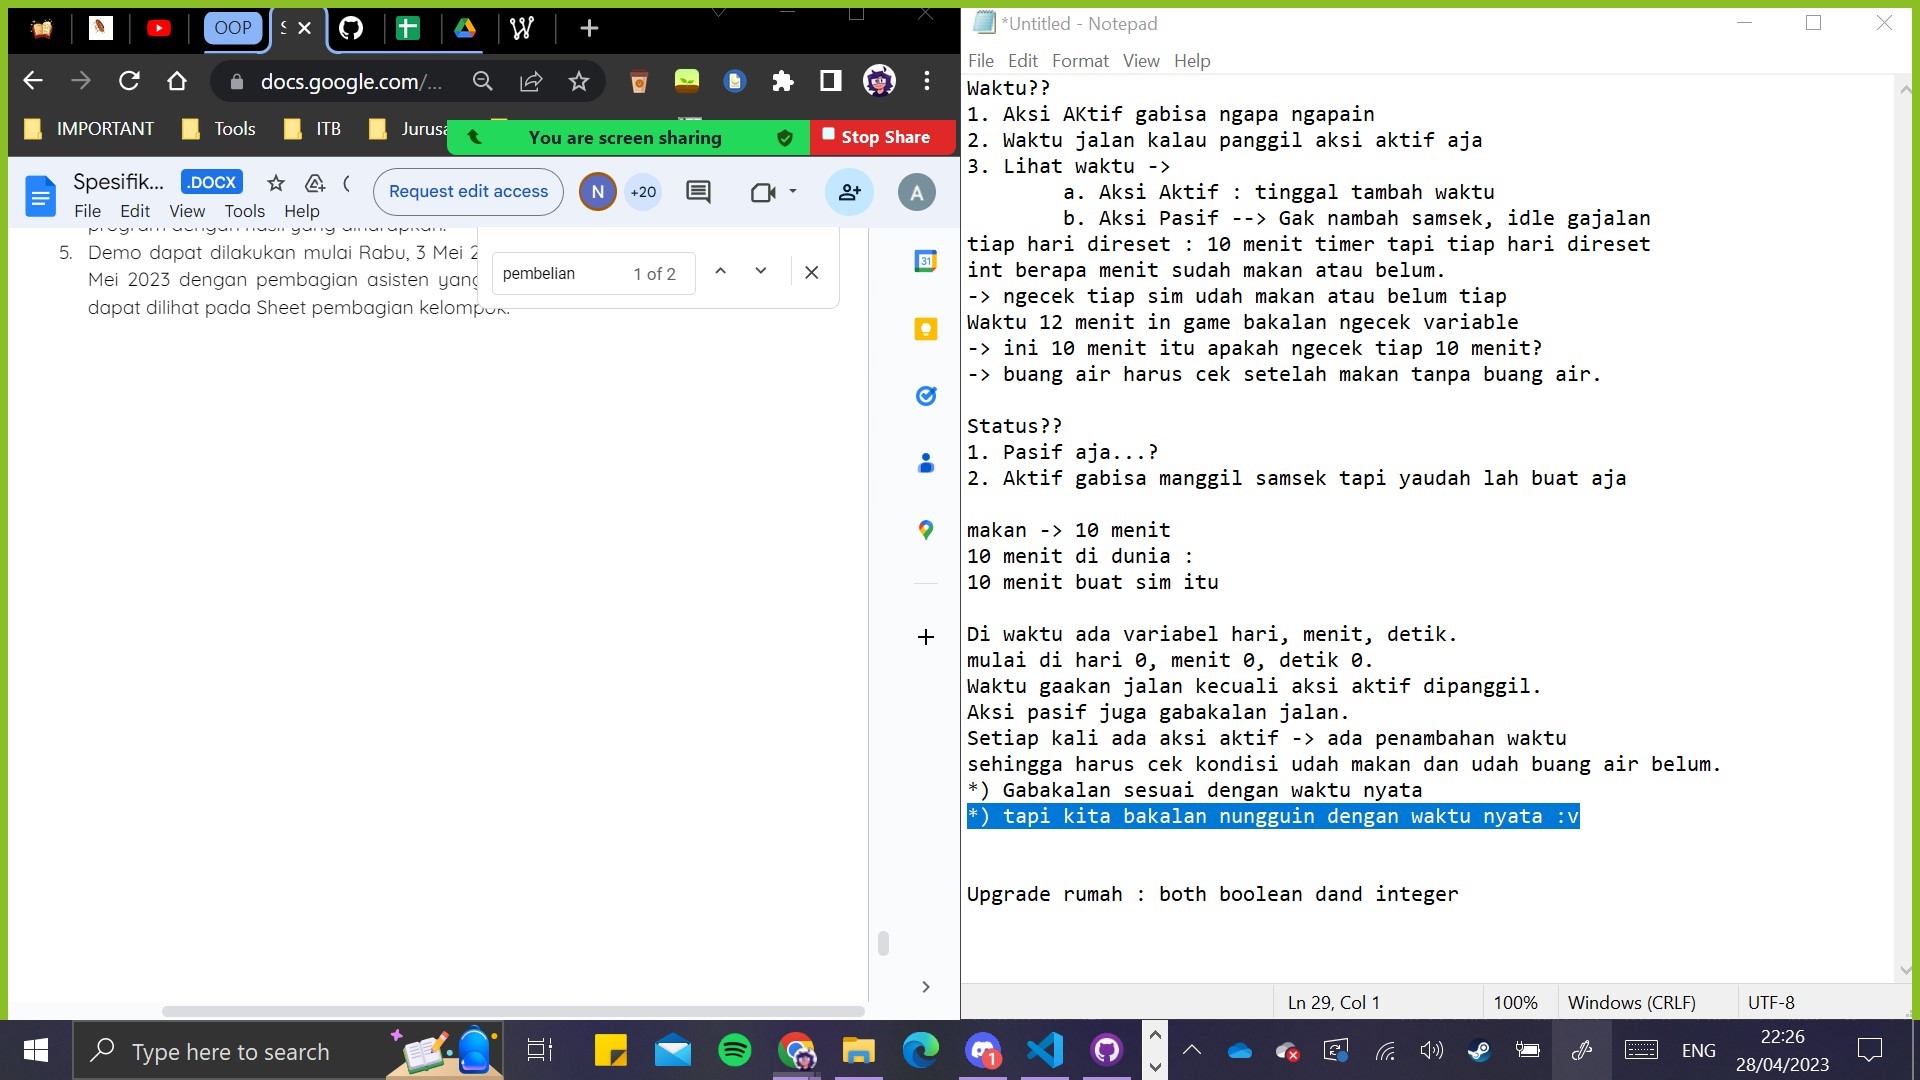 OOP
S
docs.google.com/...
IMPORTANT
Tools
ITB
Jurusa
You are screen sharing
Stop Share
Spesifik...
.DOCX
Request edit access
N
+20
A
File Edit View Tools Help
program dengan hasil yang diharapkan.
5. Demo dapat dilakukan mulai Rabu, 3 Mei 2
Mei 2023 dengan pembagian asisten yang
dapat dilihat pada Sheet pembagian kelompok.
pembelian 1 of 2
31
*Untitled - Notepad
File Edit Format View Help
Waktu??
1. Aksi AKtif gabisa ngapa ngapain
2. Waktu jalan kalau panggil aksi aktif aja
3. Lihat waktu ->
a. Aksi Aktif : tinggal tambah waktu
b. Aksi Pasif --> Gak nambah samsek, idle gajalan
tiap hari direset : 10 menit timer tapi tiap hari direset
int berapa menit sudah makan atau belum.
-> ngecek tiap sim udah makan atau belum tiap
Waktu 12 menit in game bakalan ngecek variable
-> ini 10 menit itu apakah ngecek tiap 10 menit?
-> buang air harus cek setelah makan tanpa buang air.
Status??
1. Pasif aja...?
2. Aktif gabisa manggil samsek tapi yaudah lah buat aja
makan -> 10 menit
10 menit di dunia :
10 menit buat sim itu
Di waktu ada variabel hari, menit, detik.
mulai di hari 0, menit 0, detik 0.
Waktu gaakan jalan kecuali aksi aktif dipanggil.
Aksi pasif juga gabakalan jalan.
Setiap kali ada aksi aktif -> ada penambahan waktu
sehingga harus cek kondisi udah makan dan udah buang air belum.
*) Gabakalan sesuai dengan waktu nyata
*) tapi kita bakalan nungguin dengan waktu nyata :v
Upgrade rumah : both boolean dand integer
Ln 29, Col 1
100%
Windows (CRLF)
UTF-8
Type here to search
1
ENG
22:26
28/04/2023